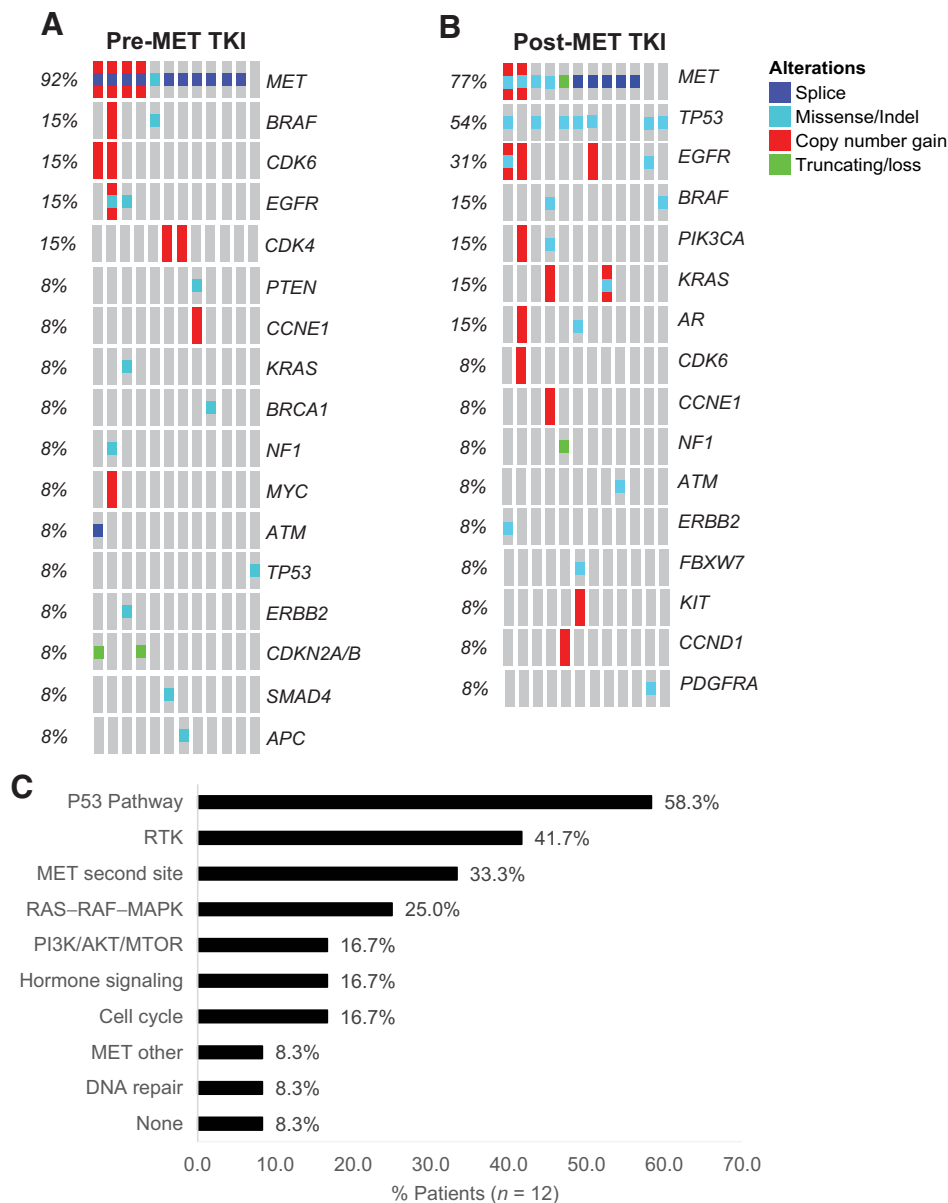 A
Pre-MET TKI
92% MET
15% BRAF
15% CDK6
15% EGFR
15% CDK4
8% PTEN
8% CCNE1
8% KRAS
8% BRCA1
8% NF1
8% MYC
8% ATM
8% TP53
8% ERBB2
8% CDKN2A/B
8% SMAD4
8% APC
B
Post-MET TKI
77% MET
54% TP53
31% EGFR
15% BRAF
15% PIK3CA
15% KRAS
15% AR
8% CDK6
8% CCNE1
8% NF1
8% ATM
8% ERBB2
8% FBXW7
8% KIT
8% CCND1
8% PDGFRA
Alterations
Splice
Missense/Indel
Copy number gain
Truncating/loss
C
P53 Pathway 58.3%
RTK 41.7%
MET second site 33.3%
RAS–RAF–MAPK 25.0%
PI3K/AKT/MTOR 16.7%
Hormone signaling 16.7%
Cell cycle 16.7%
MET other 8.3%
DNA repair 8.3%
None 8.3%
0.0 10.0 20.0 30.0 40.0 50.0 60.0 70.0
% Patients (n = 12)